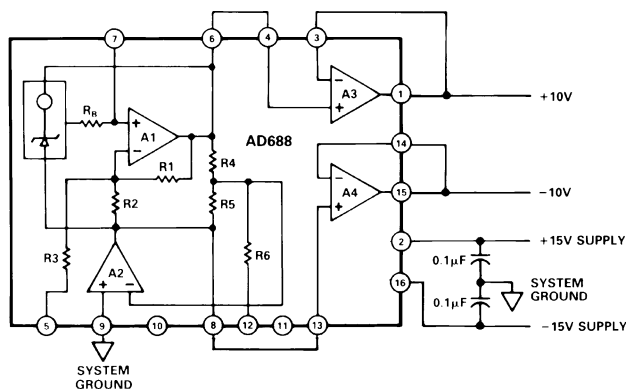 7
6
4
3
RB
+
A1
−
−
A3
+
1
+10V
AD688
R4
R1
14
−
A4
+
15
−10V
R2
R5
2
+15V SUPPLY
R3
A2
+ −
R6
0.1µF
SYSTEM
GROUND
16
0.1µF
5
9
10
8
12
11
13
−15V SUPPLY
SYSTEM
GROUND